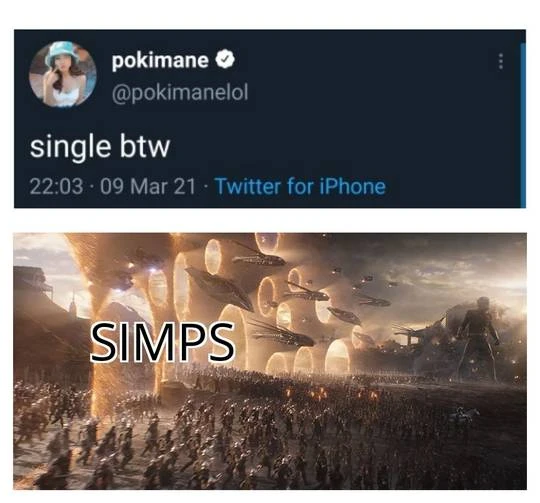 pokimane
@pokimanelol
single btw
22:03 · 09 Mar 21 · Twitter for iPhone
SIMPS